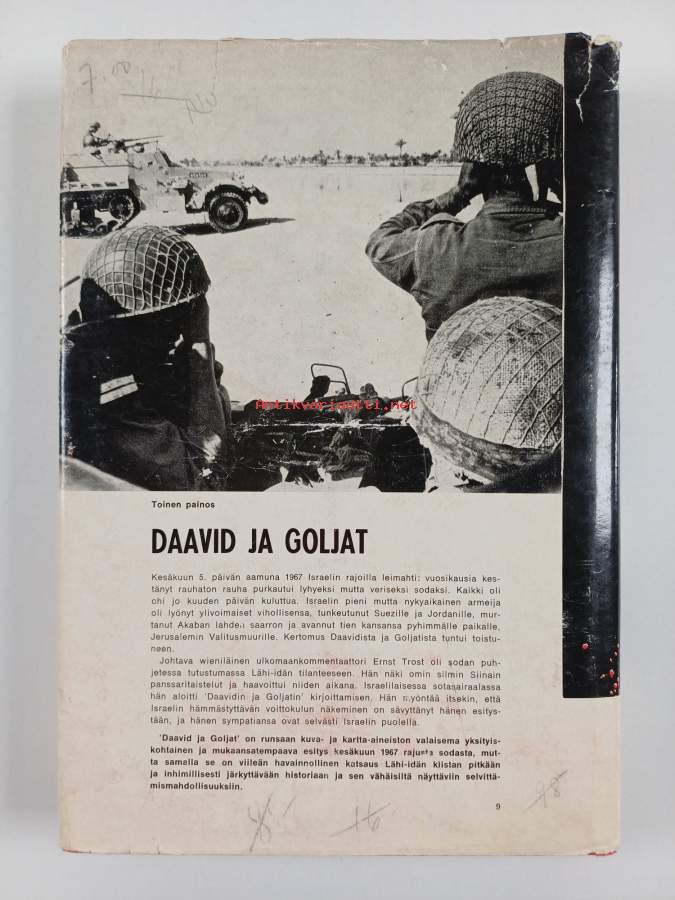 7.00
Antikvariaatti.net
Toinen painos
DAAVID JA GOLJAT
Kesäkuun 5. päivän aamuna 1967 Israelin rajoilla leimahti: vuosikausia kes-
tänyt rauhaton rauha purkautui lyhyeksi mutta veriseksi sodaksi. Kaikki oli
ohi jo kuuden päivän kuluttua. Israelin pieni mutta nykyaikainen armeija
oli lyönyt ylivoimaiset vihollisensa, tunkeutunut Suezille ja Jordanille, mur-
tanut Akaban lahden saarron ja avannut tien kansansa pyhimmälle paikalle,
Jerusalemin Valitusmuurille. Kertomus Daavidista ja Goljatista tuntui toistu-
neen.
Johtava wieniläinen ulkomaankommentaattori Ernst Trost oli sodan puh-
jetessa tutustumassa Lähi-idän tilanteeseen. Hän näki omin silmin Siinain
panssaritaistelut ja haavoittui niiden aikana. Israelilaisessa sotasairaalassa
hän aloitti 'Daavidin ja Goljatin' kirjoittamisen. Hän myöntää itsekin, että
Israelin hämmästyttävän voittokulun näkeminen on sävyttänyt hänen esitys-
tään, ja hänen sympatiansa ovat selvästi Israelin puolella.
'Daavid ja Goljat' on runsaan kuva- ja kartta-aineiston valaisema yksityis-
kohtainen ja mukaansatempaava esitys kesäkuun 1967 rajusta sodasta, mut-
ta samalla se on viileän havainnollinen katsaus Lähi-idän kiistan pitkään
ja inhimillisesti järkyttävään historiaan ja sen vähäisiltä näyttäviin selvittä-
mismahdollisuuksiin.
9
98
8
16